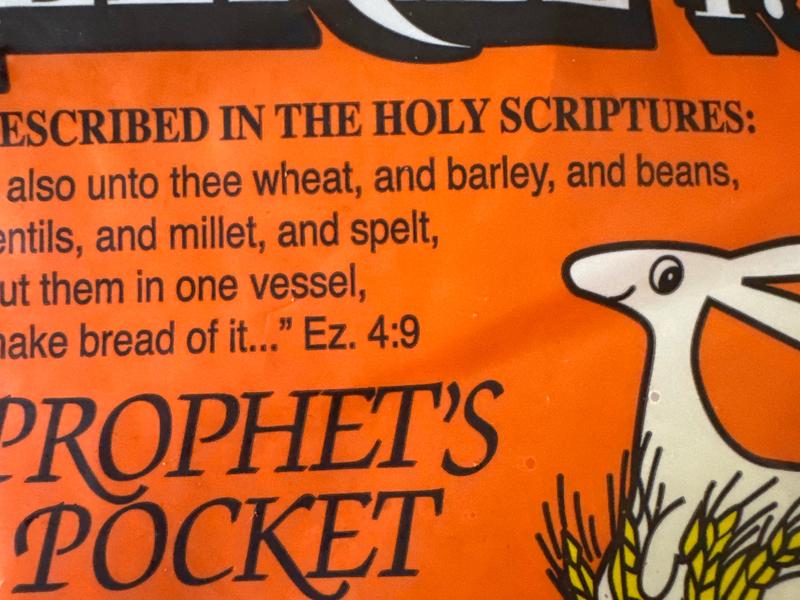 ESCRIBED IN THE HOLY SCRIPTURES:
also unto thee wheat, and barley, and beans,
entils, and millet, and spelt,
ut them in one vessel,
make bread of it..." Ez. 4:9
PROPHET'S
POCKET